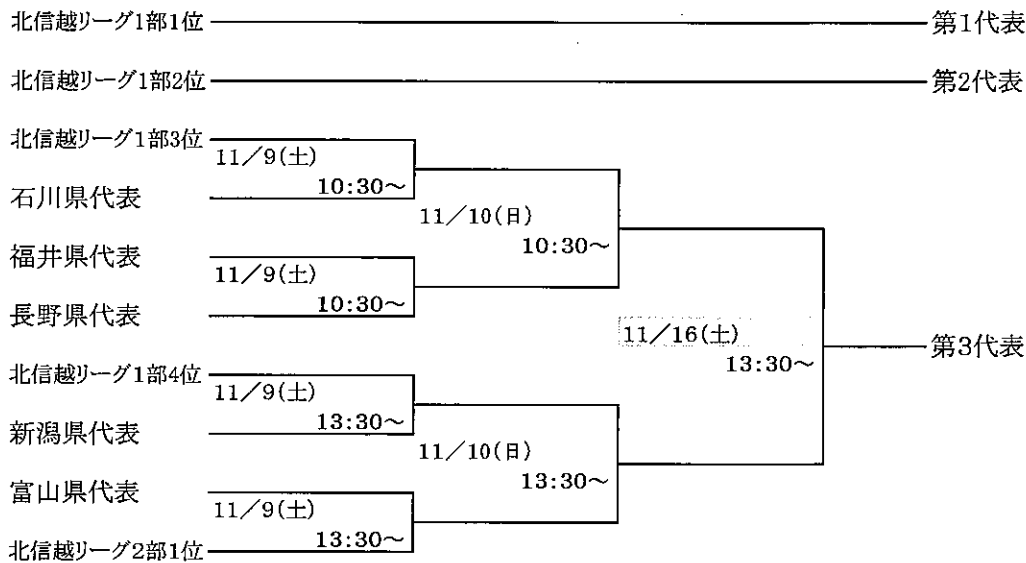 北信越リーグ1部1位 第1代表
北信越リーグ1部2位 第2代表
北信越リーグ1部3位
11/9(土)
10:30~
石川県代表
11/10(日)
10:30~
福井県代表
11/9(土)
10:30~
長野県代表
11/16(土)
13:30~
第3代表
北信越リーグ1部4位
11/9(土)
13:30~
新潟県代表
11/10(日)
13:30~
富山県代表
11/9(土)
13:30~
北信越リーグ2部1位